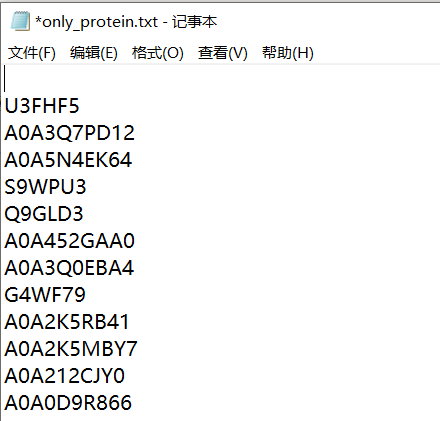 *only_protein.txt - 记事本
文件(F) 编辑(E) 格式(O) 查看(V) 帮助(H)
U3FHF5
A0A3Q7PD12
A0A5N4EK64
S9WPU3
Q9GLD3
A0A452GAA0
A0A3Q0EBA4
G4WF79
A0A2K5RB41
A0A2K5MBY7
A0A212CJY0
A0A0D9R866